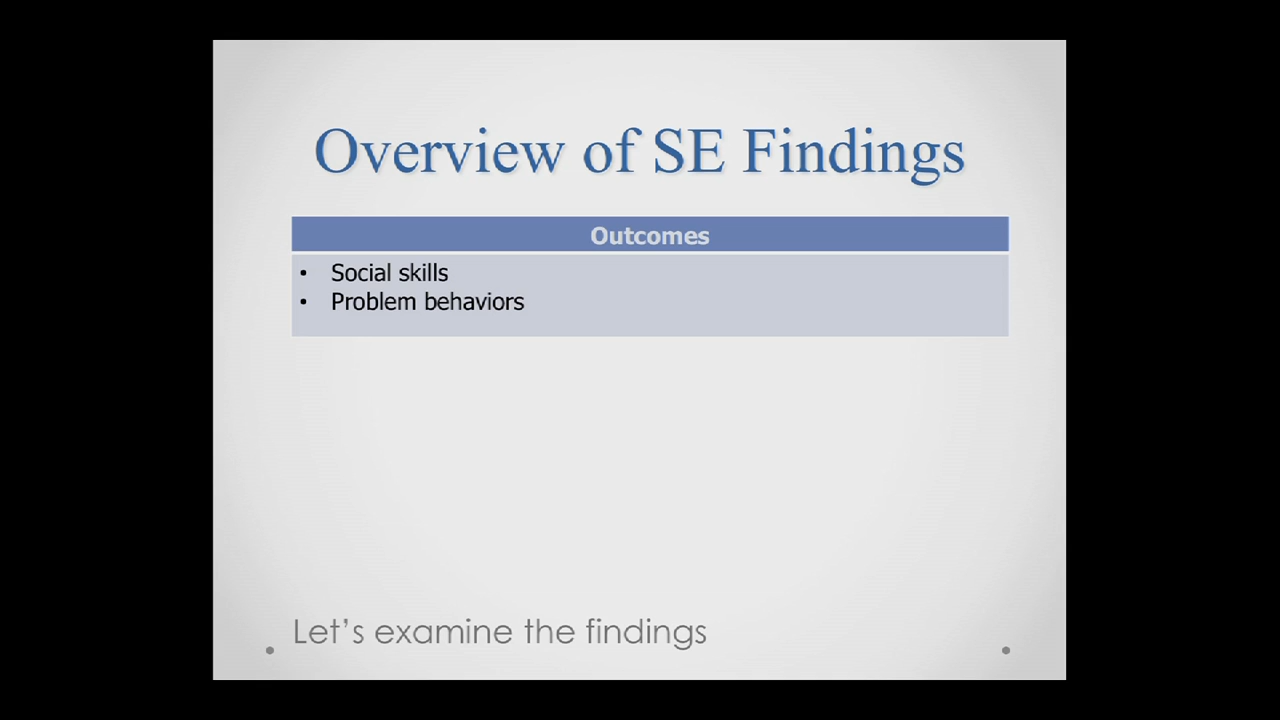 Overview of SE Findings
Outcomes
• Social skills
• Problem behaviors
Let’s examine the findings